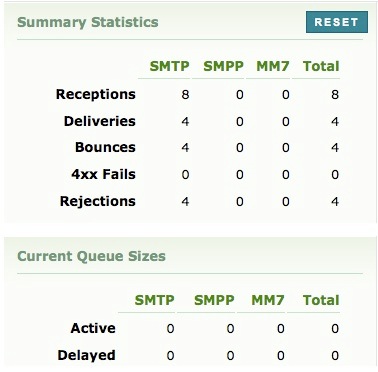 Summary Statistics RESET
SMTP SMPP MM7 Total
Receptions 8 0 0 8
Deliveries 4 0 0 4
Bounces 4 0 0 4
4xx Fails 0 0 0 0
Rejections 4 0 0 4
Current Queue Sizes
SMTP SMPP MM7 Total
Active 0 0 0 0
Delayed 0 0 0 0